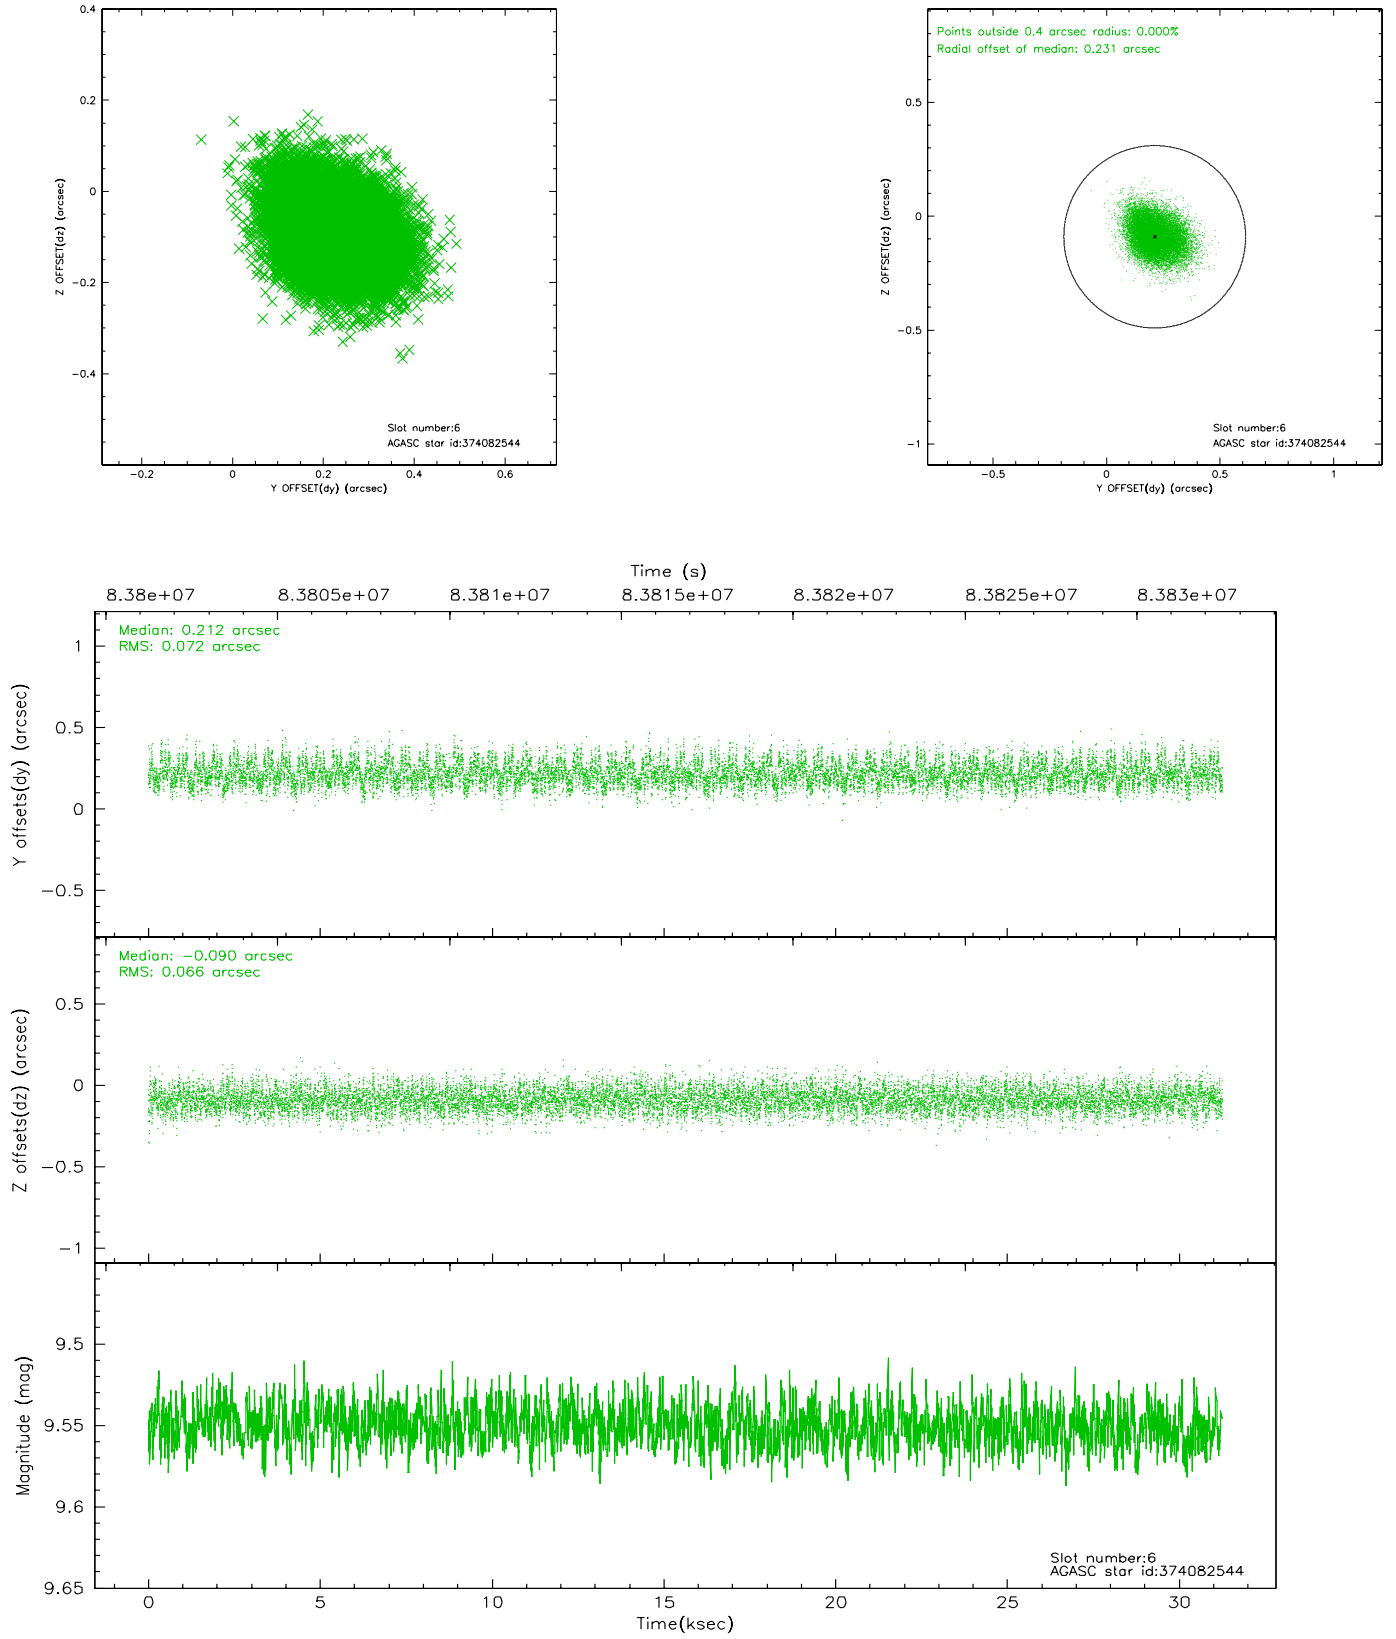 0.4
0.2
0
−0.2
−0.4
Z OFFSET(dz) (arcsec)
Slot number:6
AGASC star id:374082544
−0.2 0 0.2 0.4 0.6
Y OFFSET(dy) (arcsec)
Points outside 0.4 arcsec radius: 0.000%
Radial offset of median: 0.231 arcsec
0.5
0
−0.5
−1
Z OFFSET(dz) (arcsec)
Slot number:6
AGASC star id:374082544
−0.5 0 0.5 1
Y OFFSET(dy) (arcsec)
Time (s)
8.38e+07 8.3805e+07 8.381e+07 8.3815e+07 8.382e+07 8.3825e+07 8.383e+07
Median: 0.212 arcsec
RMS: 0.072 arcsec
1
0.5
0
−0.5
Y offsets(dy) (arcsec)
Median: −0.090 arcsec
RMS: 0.066 arcsec
0.5
0
−0.5
−1
Z offsets(dz) (arcsec)
9.5
9.55
9.6
9.65
Magnitude (mag)
Slot number:6
AGASC star id:374082544
0 5 10 15 20 25 30
Time(ksec)